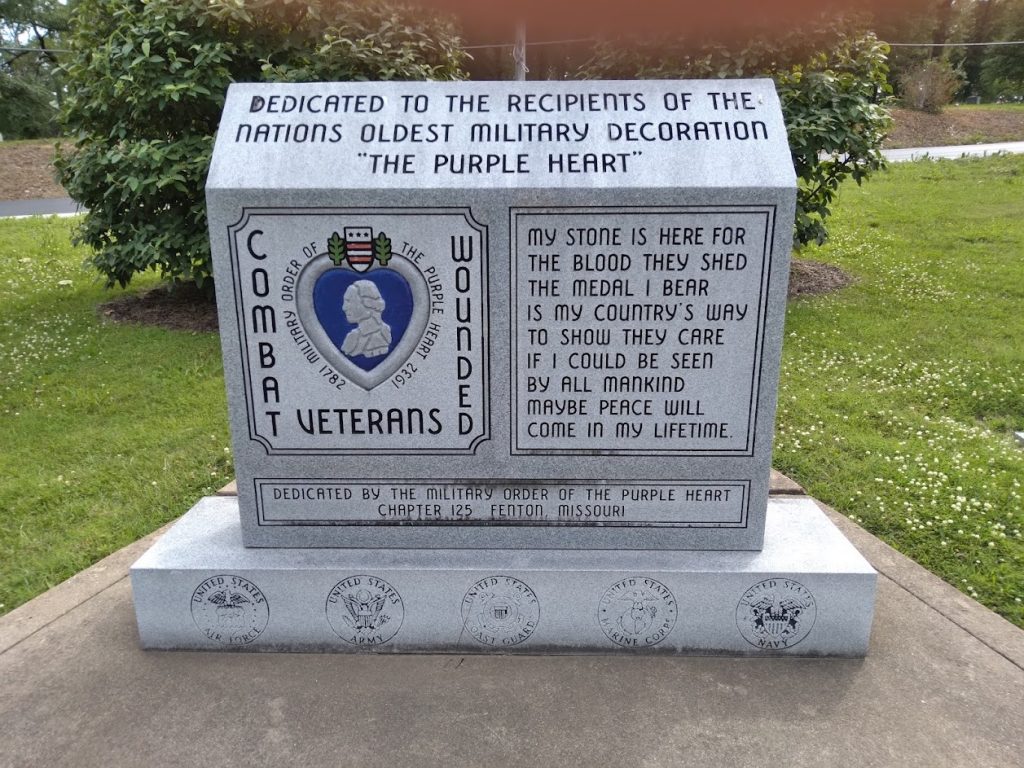 DEDICATED TO THE RECIPIENTS OF THE
NATIONS OLDEST MILITARY DECORATION
"THE PURPLE HEART"
COMBAT
WOUNDED
VETERANS
MILITARY ORDER OF THE PURPLE HEART
1782 1932
MY STONE IS HERE FOR
THE BLOOD THEY SHED
THE MEDAL I BEAR
IS MY COUNTRY'S WAY
TO SHOW THEY CARE
IF I COULD BE SEEN
BY ALL MANKIND
MAYBE PEACE WILL
COME IN MY LIFETIME.
DEDICATED BY THE MILITARY ORDER OF THE PURPLE HEART
CHAPTER 125 FENTON, MISSOURI
UNITED STATES AIR FORCE
UNITED STATES ARMY
UNITED STATES COAST GUARD
UNITED STATES MARINE CORPS
UNITED STATES NAVY